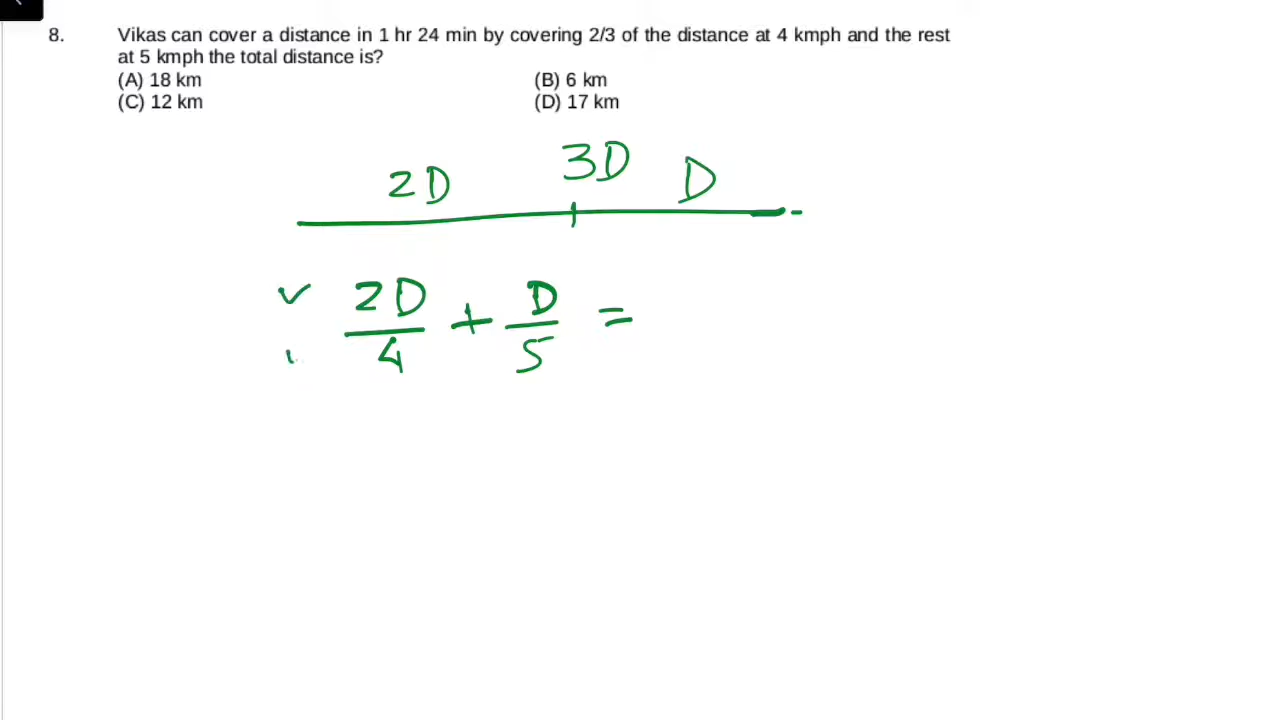 8. Vikas can cover a distance in 1 hr 24 min by covering 2/3 of the distance at 4 kmph and the rest
at 5 kmph the total distance is?
(A) 18 km (B) 6 km
(C) 12 km (D) 17 km
2D 3D D
2D/4 + D/5 =